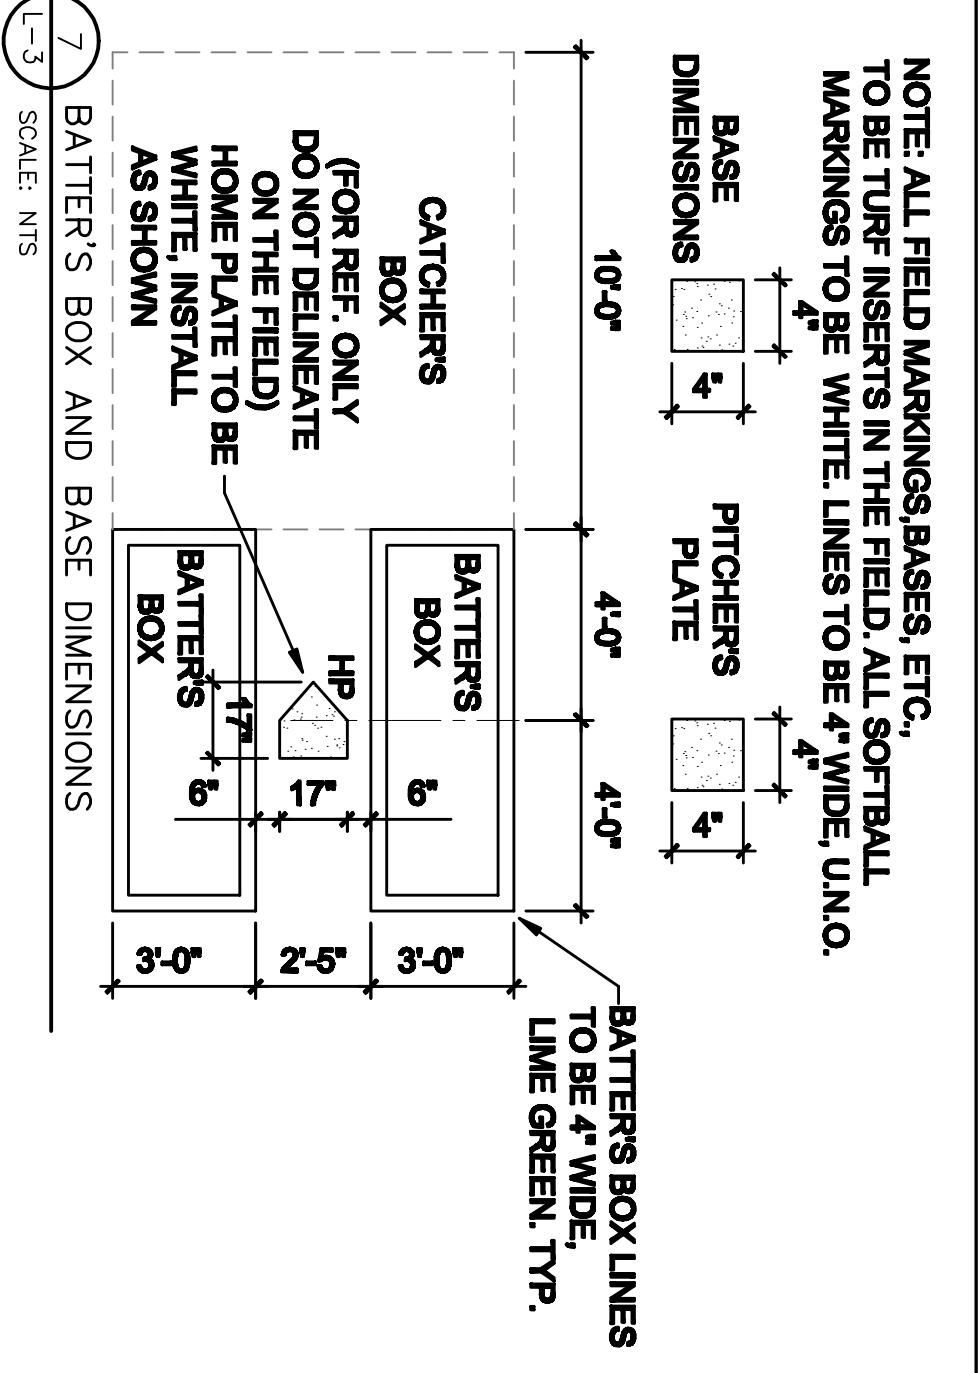 NOTE: ALL FIELD MARKINGS,BASES, ETC.,
TO BE TURF INSERTS IN THE FIELD. ALL SOFTBALL
MARKINGS TO BE WHITE. LINES TO BE 4" WIDE, U.N.O.
BASE
DIMENSIONS
4"
4"
PITCHER'S
PLATE
4"
4"
10'-0"
4'-0"
4'-0"
BATTER'S BOX LINES
TO BE 4" WIDE,
LIME GREEN. TYP.
CATCHER'S
BOX
(FOR REF. ONLY
DO NOT DELINEATE
ON THE FIELD)
HOME PLATE TO BE
WHITE, INSTALL
AS SHOWN
BATTER'S
BOX
HP
BATTER'S
BOX
17"
6"
17"
6"
3'-0"
2'-5"
3'-0"
7
L-3
BATTER'S BOX AND BASE DIMENSIONS
SCALE: NTS